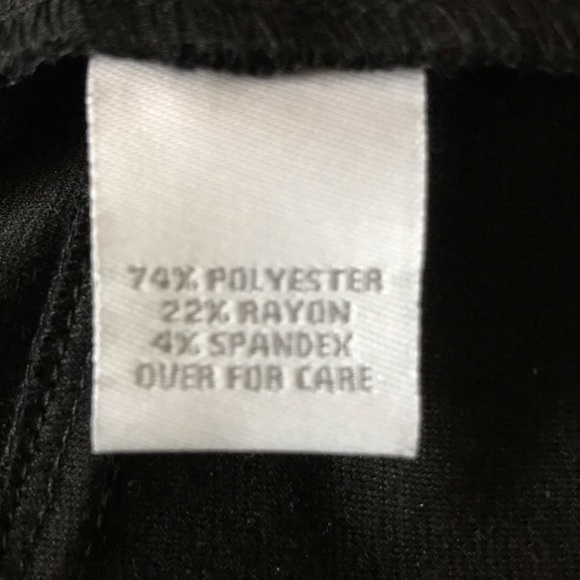 74% POLYESTER
22% RAYON
4% SPANDEX
OVER FOR CARE